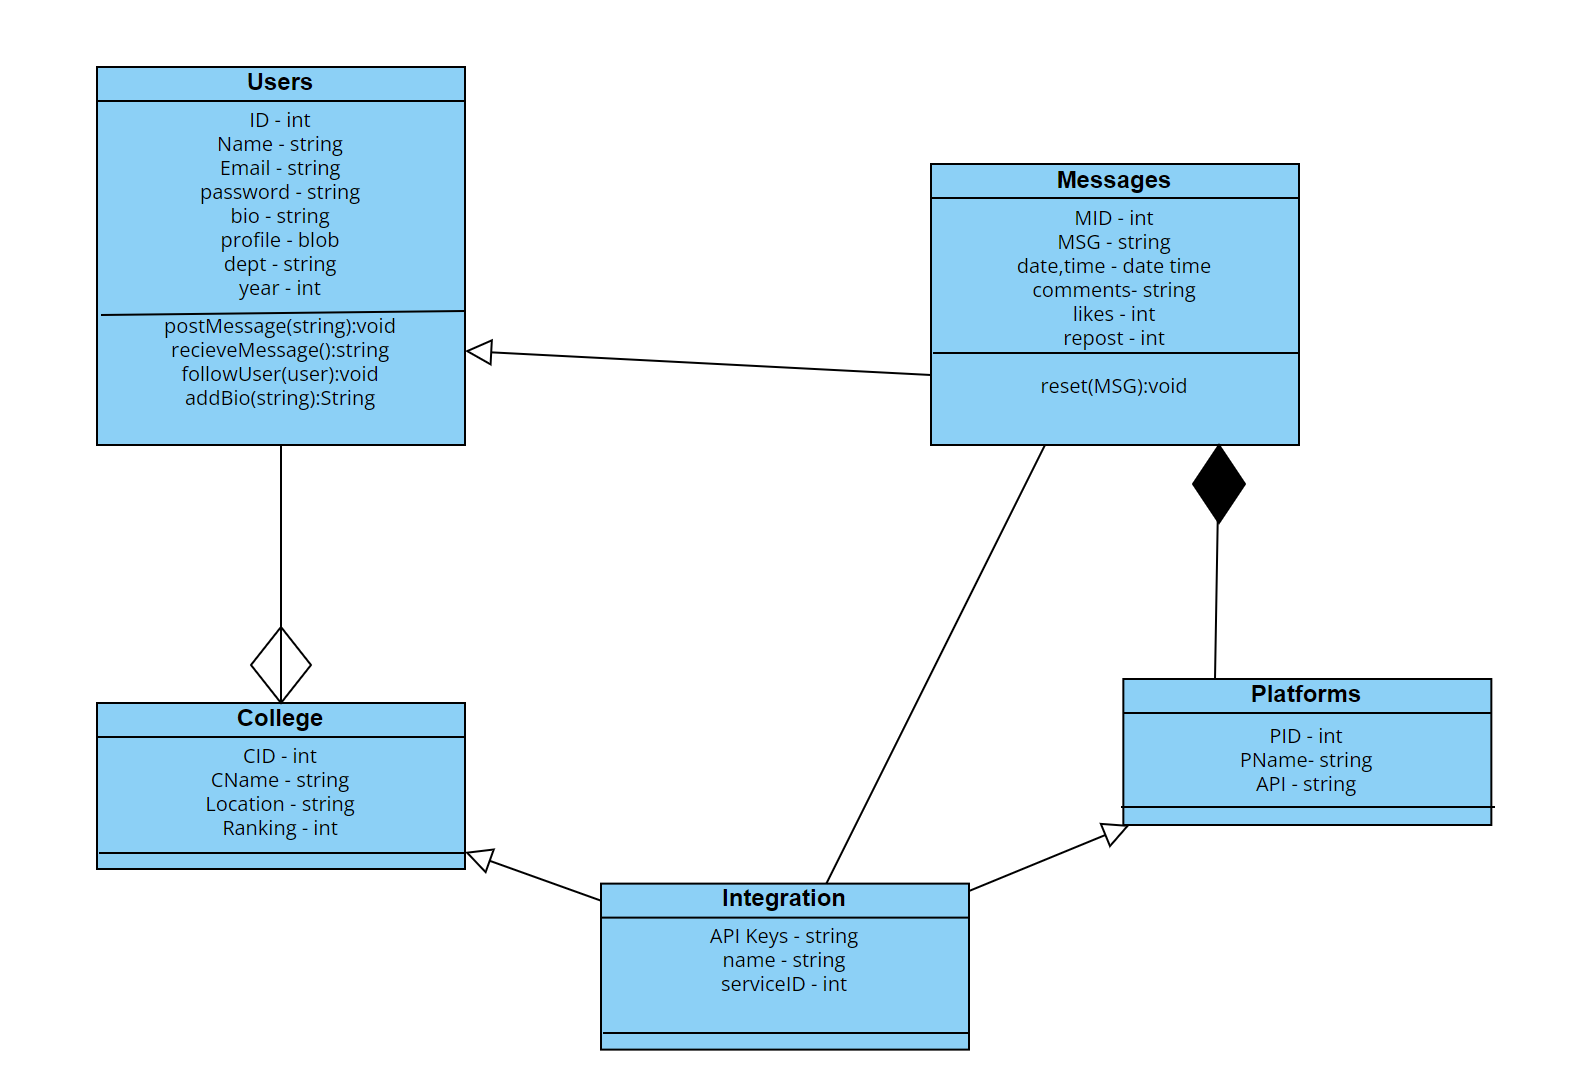 Users
ID - int
Name - string
Email - string
password - string
bio - string
profile - blob
dept - string
year - int
postMessage(string):void
recieveMessage():string
followUser(user):void
addBio(string):String
Messages
MID - int
MSG - string
date,time - date time
comments- string
likes - int
repost - int
reset(MSG):void
College
CID - int
CName - string
Location - string
Ranking - int
Platforms
PID - int
PName- string
API - string
Integration
API Keys - string
name - string
serviceID - int